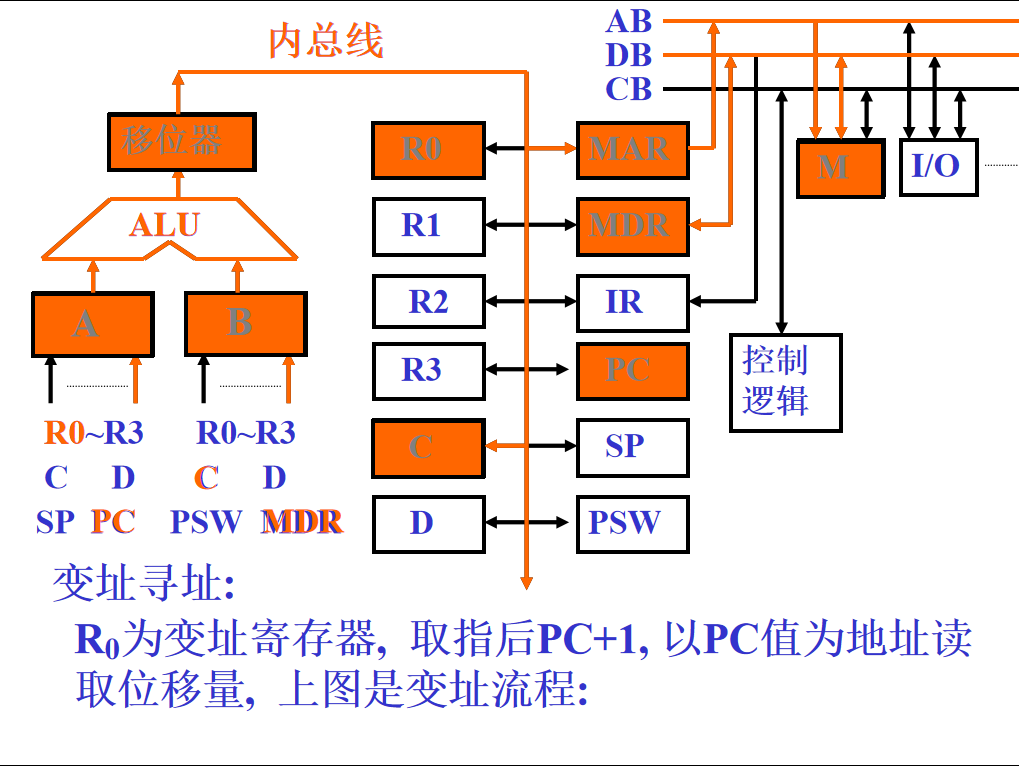 内总线
AB
DB
CB
移位器
R0
MAR
M
I/O
ALU
R1
MDR
A
B
R2
IR
R3
PC
控制
逻辑
R0~R3
R0~R3
C
SP
C D
C D
SP PC
PSW MDR
D
PSW
变址寻址:
R0为变址寄存器, 取指后PC+1, 以PC值为地址读
取位移量, 上图是变址流程: